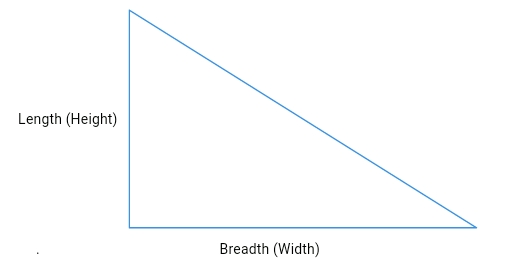 Length (Height)
Breadth (Width)
.